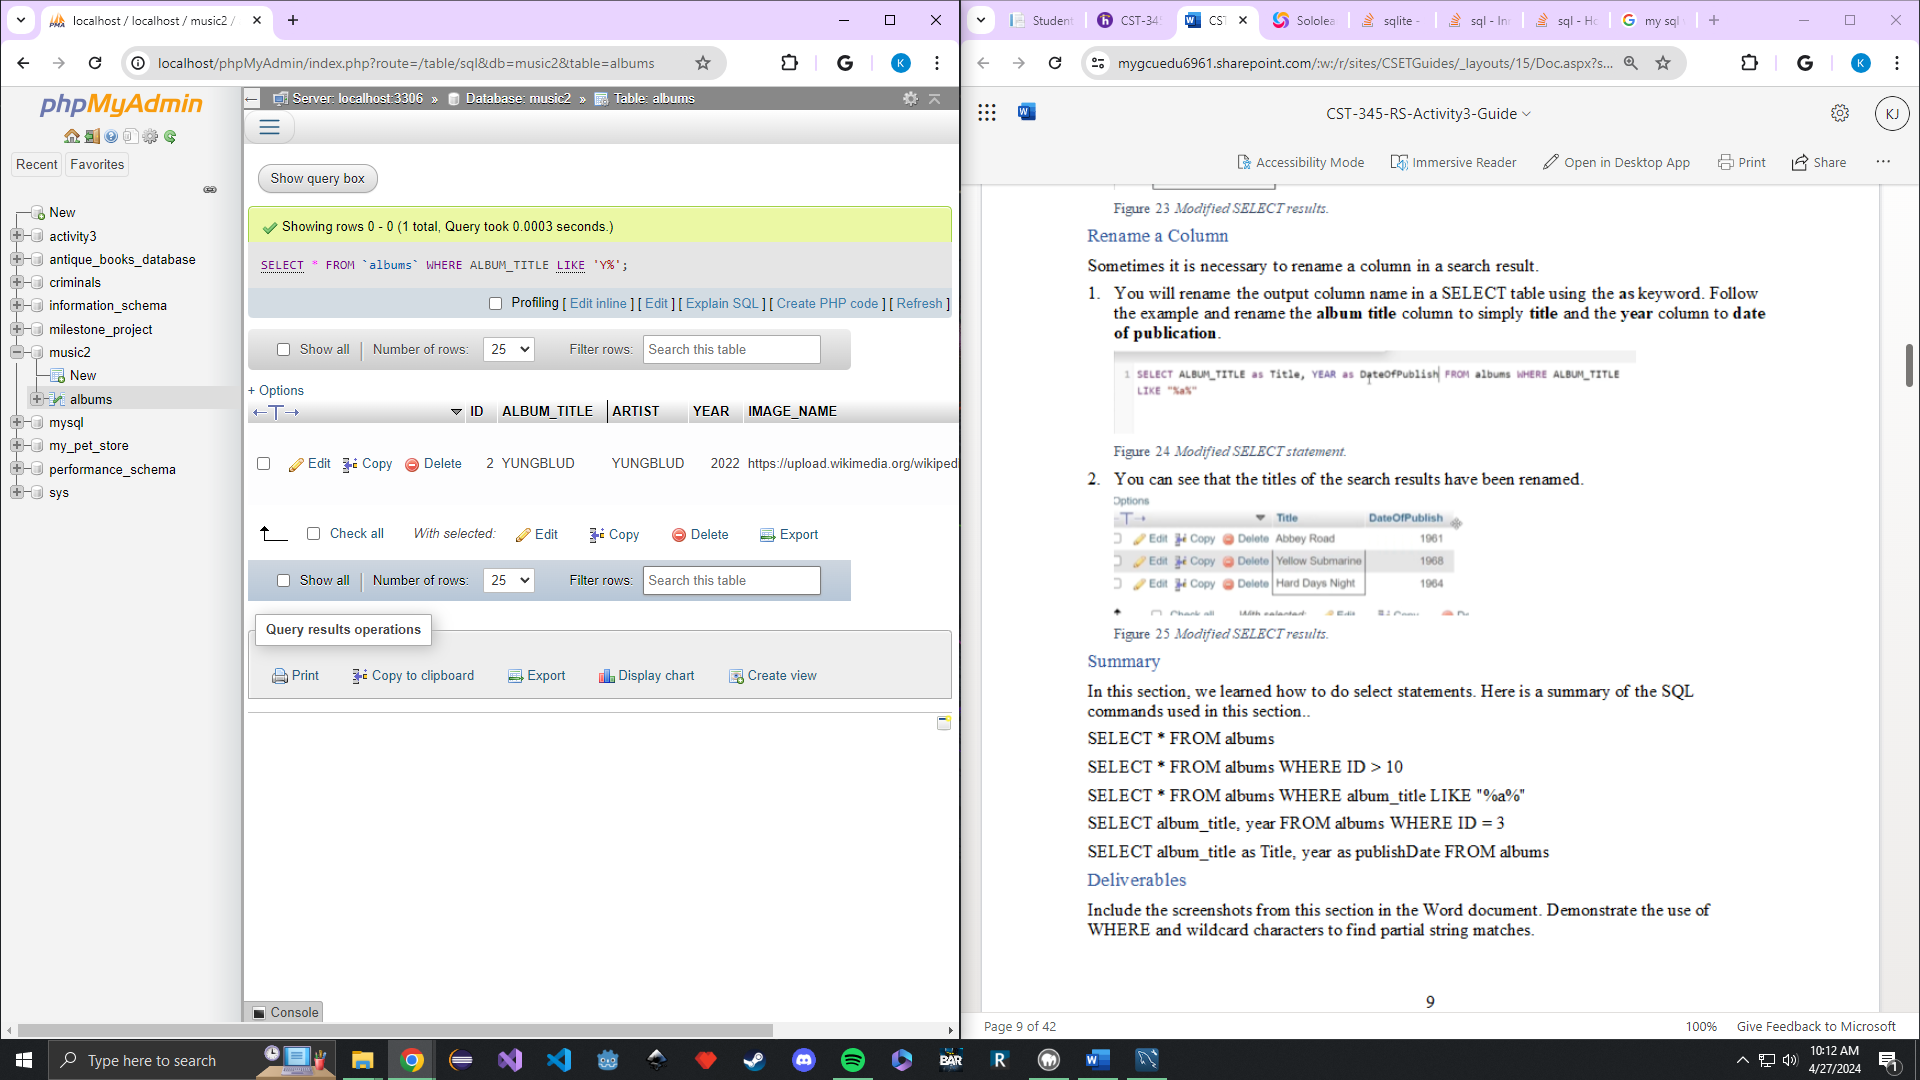 localhost / localhost / music2 /
localhost/phpMyAdmin/index.php?route=/table/sql&db=music2&table=albums
K
phpMyAdmin
Recent
Favorites
New
activity3
antique_books_database
criminals
information_schema
milestone_project
music2
New
albums
mysql
my_pet_store
performance_schema
sys
Server: localhost:3306 » Database: music2 » Table: albums
Show query box
Showing rows 0 - 0 (1 total, Query took 0.0003 seconds.)
SELECT * FROM `albums` WHERE ALBUM_TITLE LIKE 'Y%';
Profiling [ Edit inline ] [ Edit ] [ Explain SQL ] [ Create PHP code ] [ Refresh ]
Show all Number of rows: 25 Filter rows: Search this table
+ Options
ID ALBUM_TITLE ARTIST YEAR IMAGE_NAME
Edit Copy Delete 2 YUNGBLUD YUNGBLUD 2022 https://upload.wikimedia.org/wikiped
Check all With selected: Edit Copy Delete Export
Show all Number of rows: 25 Filter rows: Search this table
Query results operations
Print Copy to clipboard Export Display chart Create view
Console
Student CST-345 CST Sololea sqlite - sql - In sql - Ho my sql
mygcuedu6961.sharepoint.com/:w:/r/sites/CSETGuides/_layouts/15/Doc.aspx?s...
K
CST-345-RS-Activity3-Guide
KJ
Accessibility Mode Immersive Reader Open in Desktop App Print Share ...
Figure 23 Modified SELECT results.
Rename a Column
Sometimes it is necessary to rename a column in a search result.
1. You will rename the output column name in a SELECT table using the as keyword. Follow
the example and rename the album title column to simply title and the year column to date
of publication.
1 SELECT ALBUM_TITLE as Title, YEAR as DateOfPublish FROM albums WHERE ALBUM_TITLE
LIKE "%a%"
Figure 24 Modified SELECT statement.
2. You can see that the titles of the search results have been renamed.
Options
Title DateOfPublish
Edit Copy Delete Abbey Road 1961
Edit Copy Delete Yellow Submarine 1968
Edit Copy Delete Hard Days Night 1964
Check all With selected: Edit Copy De
Figure 25 Modified SELECT results.
Summary
In this section, we learned how to do select statements. Here is a summary of the SQL
commands used in this section..
SELECT * FROM albums
SELECT * FROM albums WHERE ID > 10
SELECT * FROM albums WHERE album_title LIKE "%a%"
SELECT album_title, year FROM albums WHERE ID = 3
SELECT album_title as Title, year as publishDate FROM albums
Deliverables
Include the screenshots from this section in the Word document. Demonstrate the use of
WHERE and wildcard characters to find partial string matches.
9
Page 9 of 42
100% Give Feedback to Microsoft
Type here to search
BAR
R
10:12 AM
4/27/2024
1